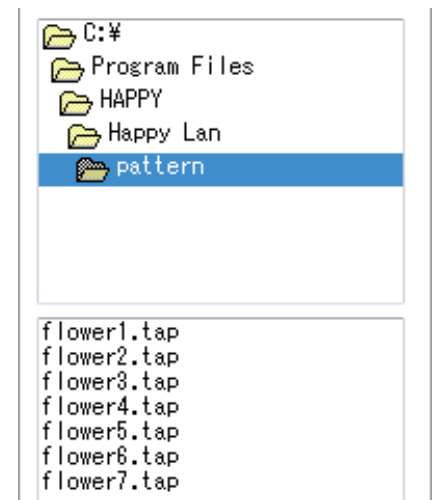 C:¥
Program Files
HAPPY
Happy Lan
pattern
flower1.tap
flower2.tap
flower3.tap
flower4.tap
flower5.tap
flower6.tap
flower7.tap